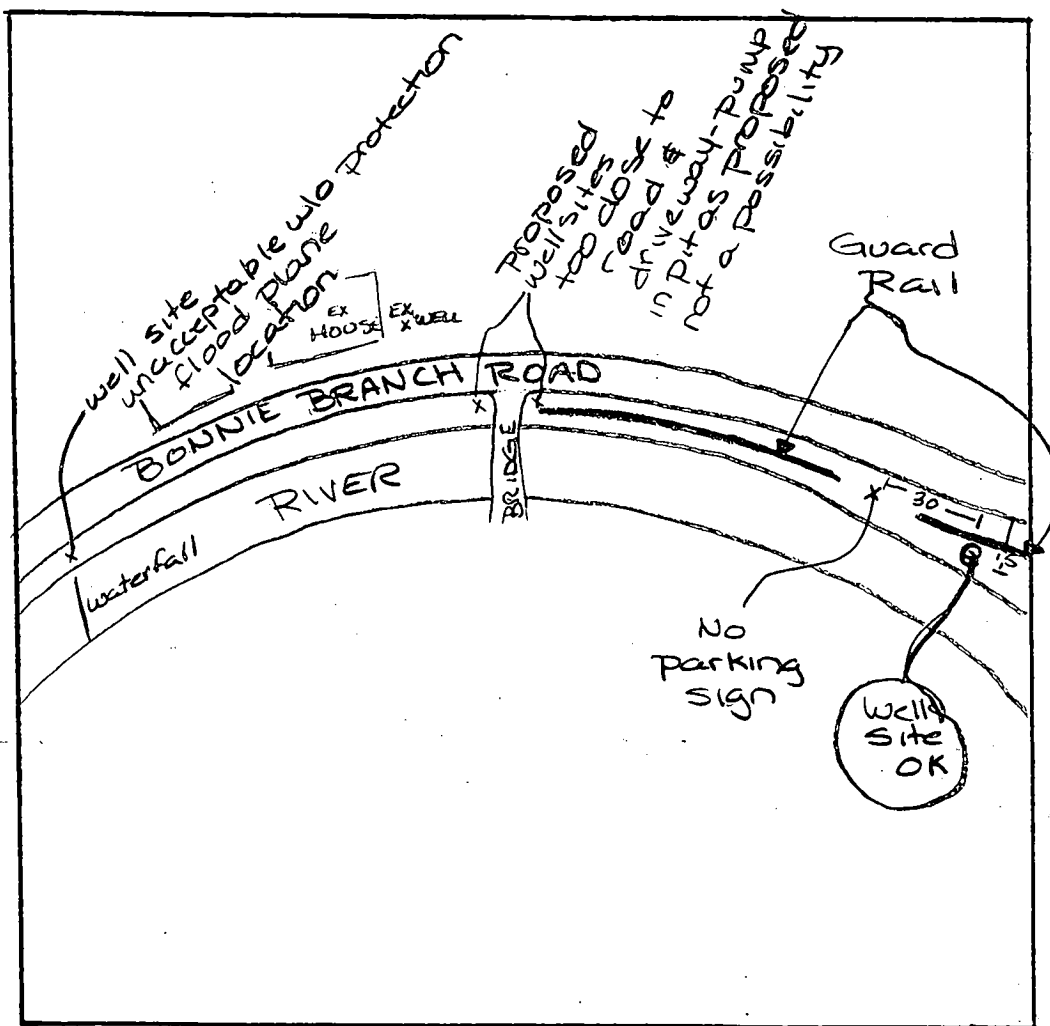 well site
unacceptable w/o protection
flood plane
location
EX
HOUSE
EX
x WELL
Proposed
well sites
too close to
road &
driveway-pump
in pit as proposed
not a possibility
Guard
Rail
BONNIE BRANCH ROAD
RIVER
BRIDGE
waterfall
30
15
No
parking
sign
Well
Site
OK